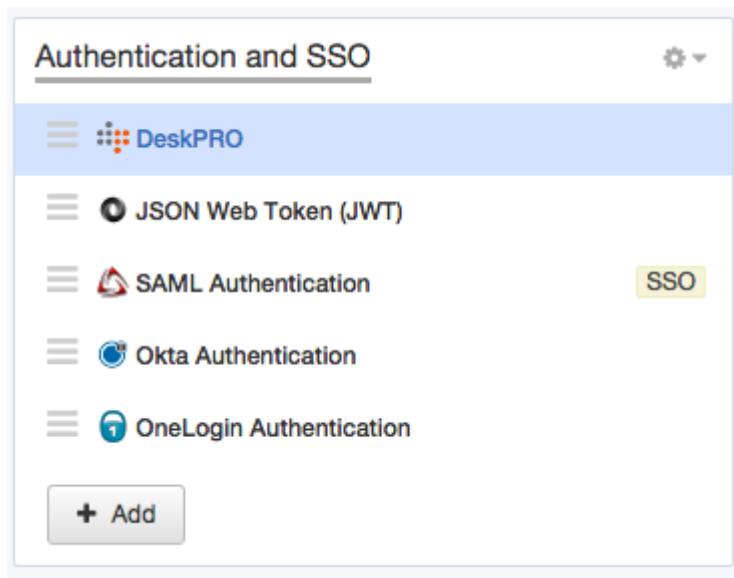 Authentication and SSO
DeskPRO
JSON Web Token (JWT)
SAML Authentication SSO
Okta Authentication
OneLogin Authentication
+ Add